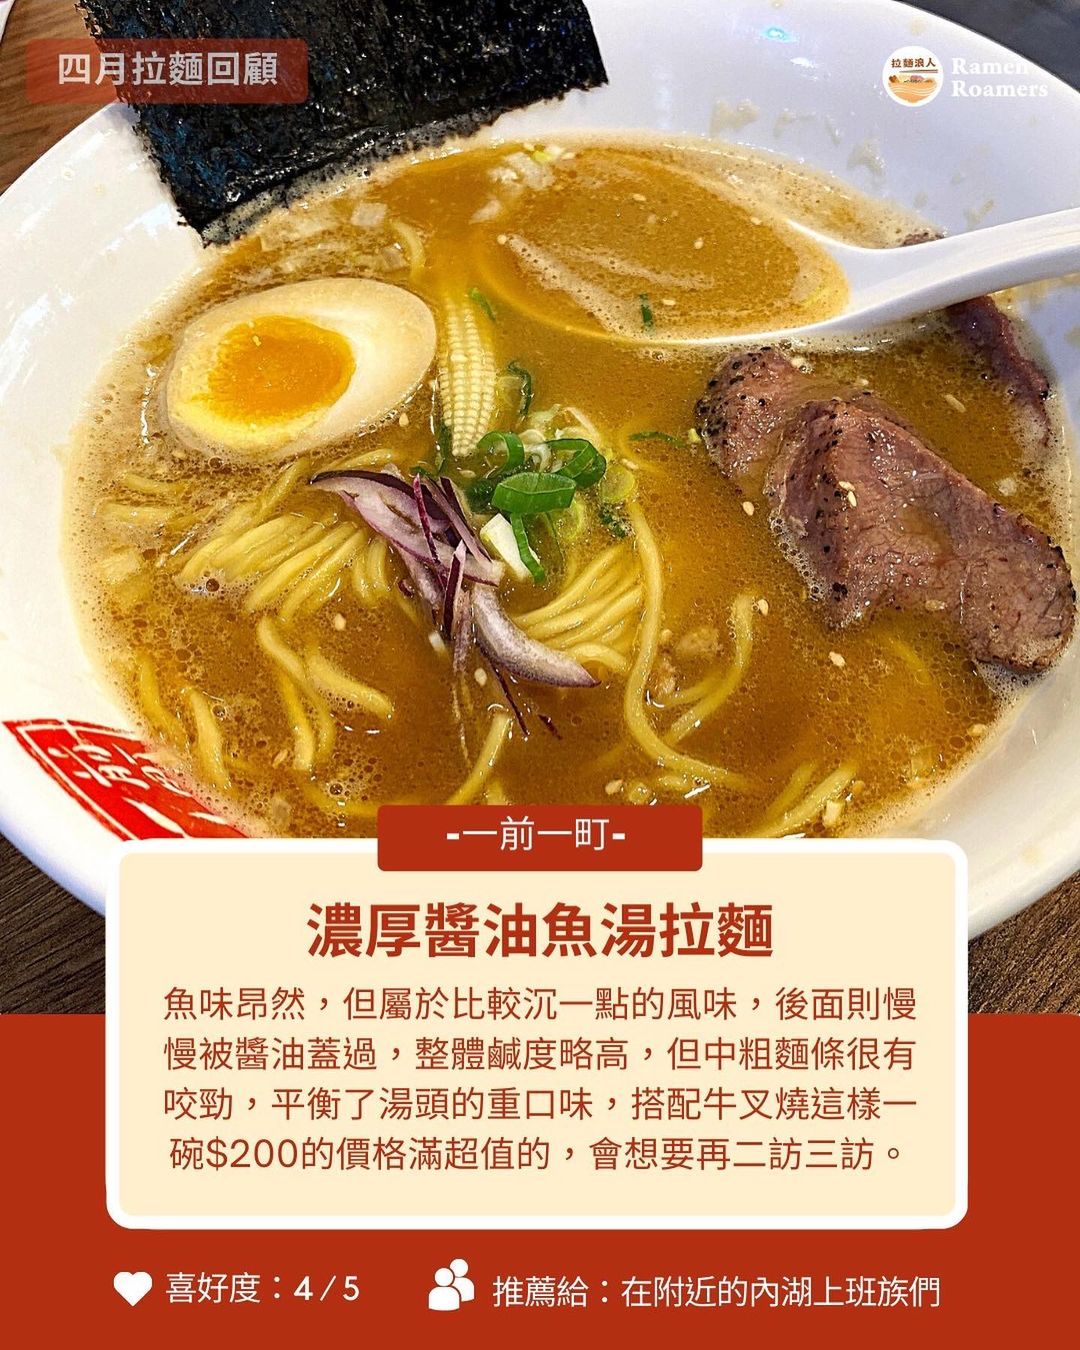 四月拉麵回顧
拉麵浪人
Ramen
Roamers
-一前一町-
濃厚醬油魚湯拉麵
魚味昂然，但屬於比較沉一點的風味，後面則慢
慢被醬油蓋過，整體鹹度略高，但中粗麵條很有
咬勁，平衡了湯頭的重口味，搭配牛叉燒這樣一
碗$200的價格滿超值的，會想要再二訪三訪。
喜好度：4/5
推薦給：在附近的內湖上班族們